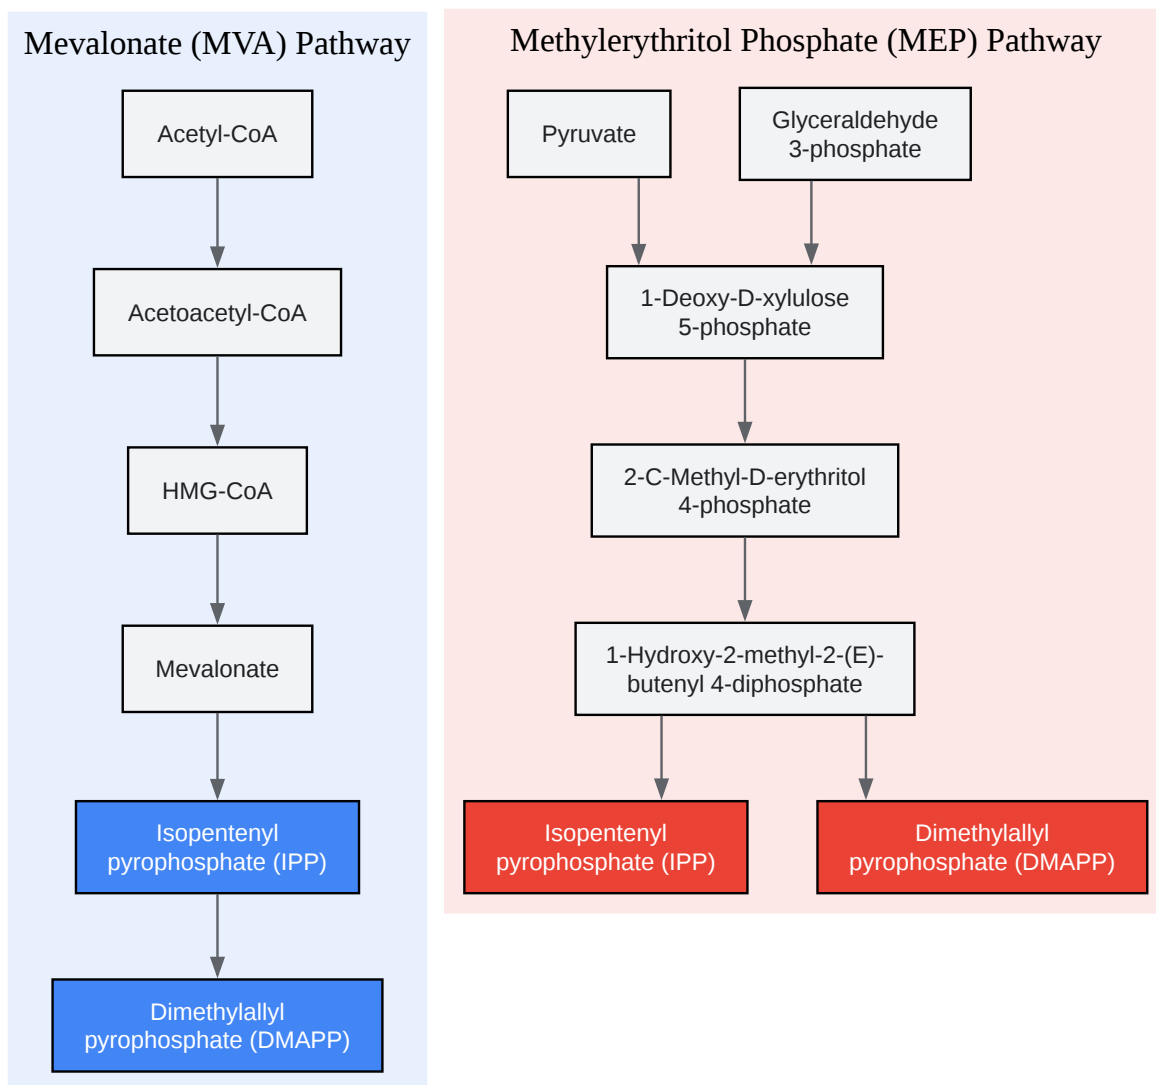 Mevalonate (MVA) Pathway
Acetyl-CoA
Acetoacetyl-CoA
HMG-CoA
Mevalonate
Isopentenyl
pyrophosphate (IPP)
Dimethylallyl
pyrophosphate (DMAPP)
Methylerythritol Phosphate (MEP) Pathway
Pyruvate
Glyceraldehyde
3-phosphate
1-Deoxy-D-xylulose
5-phosphate
2-C-Methyl-D-erythritol
4-phosphate
1-Hydroxy-2-methyl-2-(E)-
butenyl 4-diphosphate
Isopentenyl
pyrophosphate (IPP)
Dimethylallyl
pyrophosphate (DMAPP)